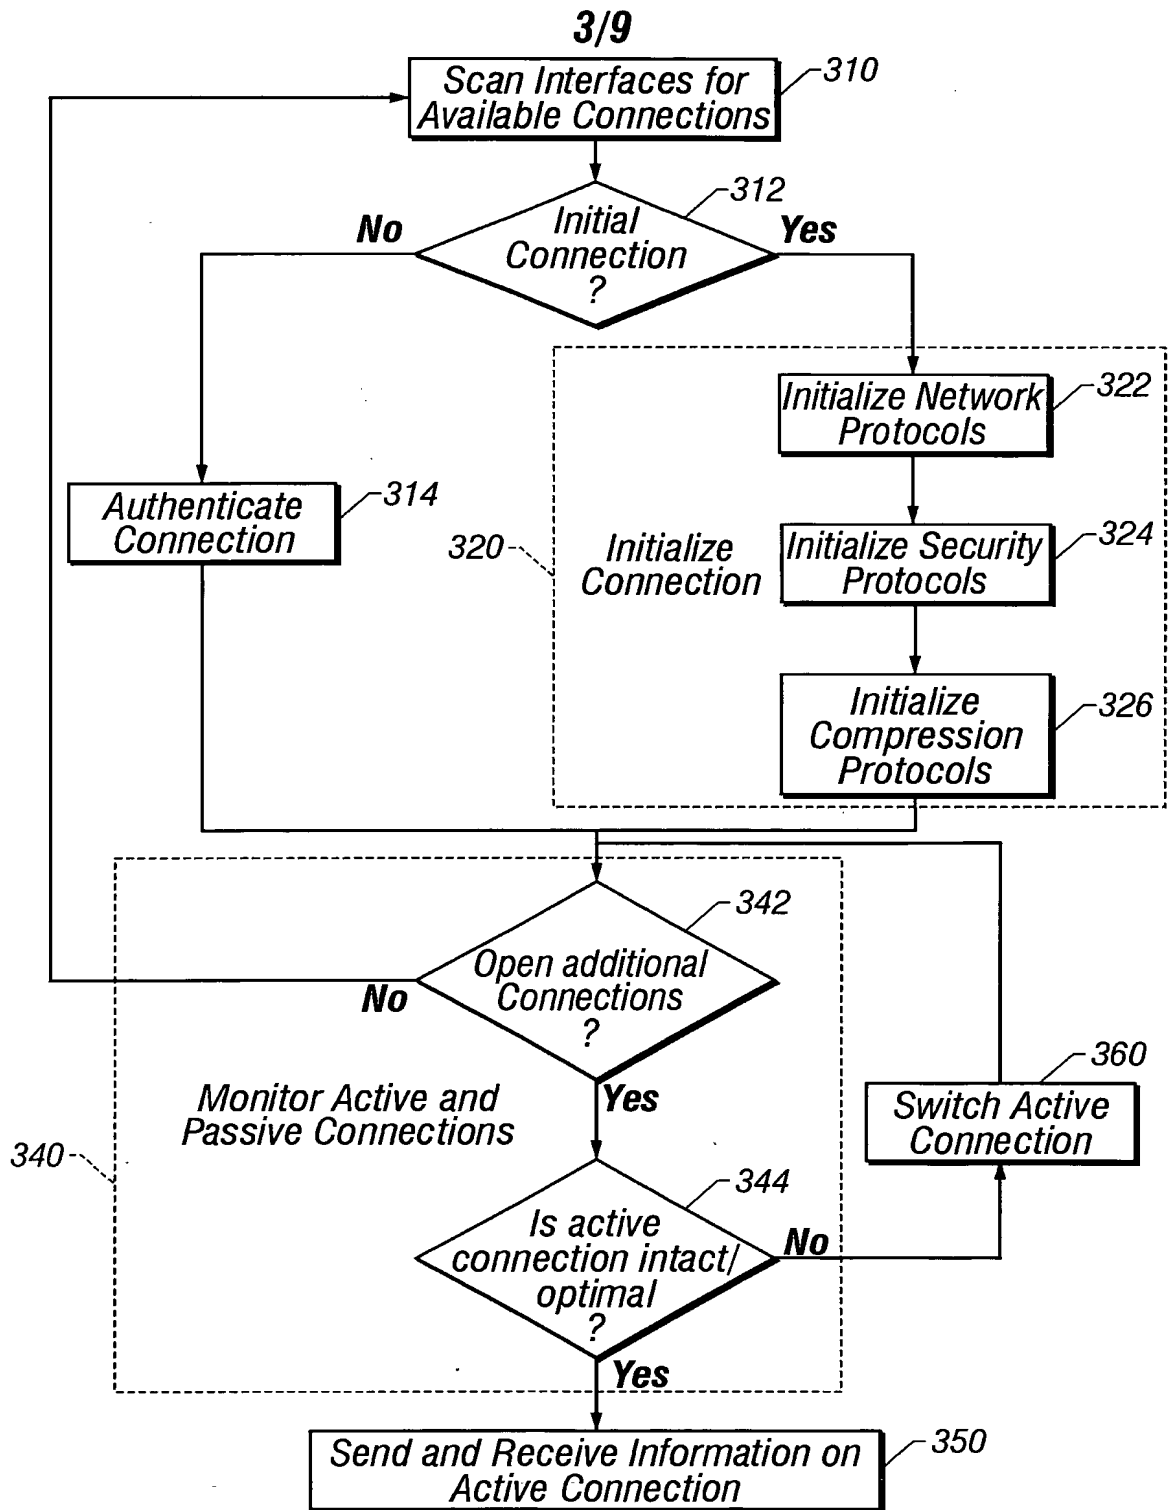 3/9
Scan Interfaces for
Available Connections
310
312
Initial
Connection
?
No
Yes
Initialize Network
Protocols
322
Authenticate
Connection
314
320
Initialize
Connection
Initialize Security
Protocols
324
Initialize
Compression
Protocols
326
342
Open additional
Connections
?
No
Yes
Monitor Active and
Passive Connections
340
360
Switch Active
Connection
344
Is active
connection intact/
optimal
?
No
Yes
Send and Receive Information on
Active Connection
350